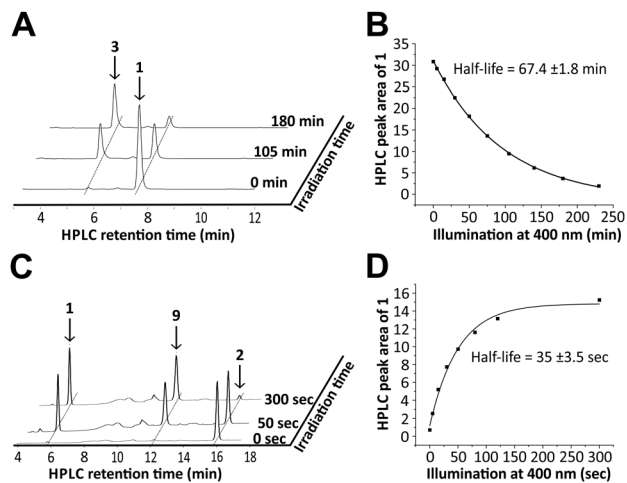 A
3
1
180 min
105 min
0 min
Irradiation time
4 6 8 10 12
HPLC retention time (min)
B
HPLC peak area of 1
35
30
25
20
15
10
5
0
Half-life = 67.4 ±1.8 min
0 50 100 150 200 250
Illumination at 400 nm (min)
C
1
9
2
300 sec
50 sec
0 sec
Irradiation time
4 6 8 10 12 14 16 18
HPLC retention time (min)
D
HPLC peak area of 1
16
14
12
10
8
6
4
2
0
Half-life = 35 ±3.5 sec
0 50 100 150 200 250 300
Illumination at 400 nm (sec)